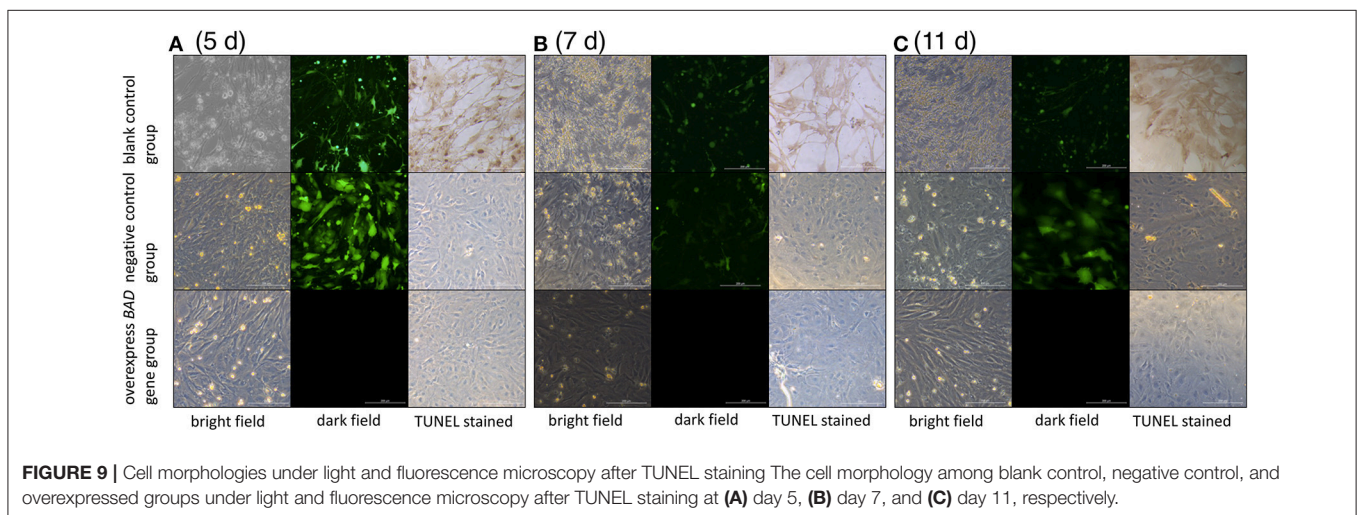 A (5 d)
B (7 d)
C (11 d)
blank control
group
negative control
group
overexpress BAD
gene group
bright field
dark field
TUNEL stained
bright field
dark field
TUNEL stained
bright field
dark field
TUNEL stained
FIGURE 9 | Cell morphologies under light and fluorescence microscopy after TUNEL staining The cell morphology among blank control, negative control, and
overexpressed groups under light and fluorescence microscopy after TUNEL staining at (A) day 5, (B) day 7, and (C) day 11, respectively.